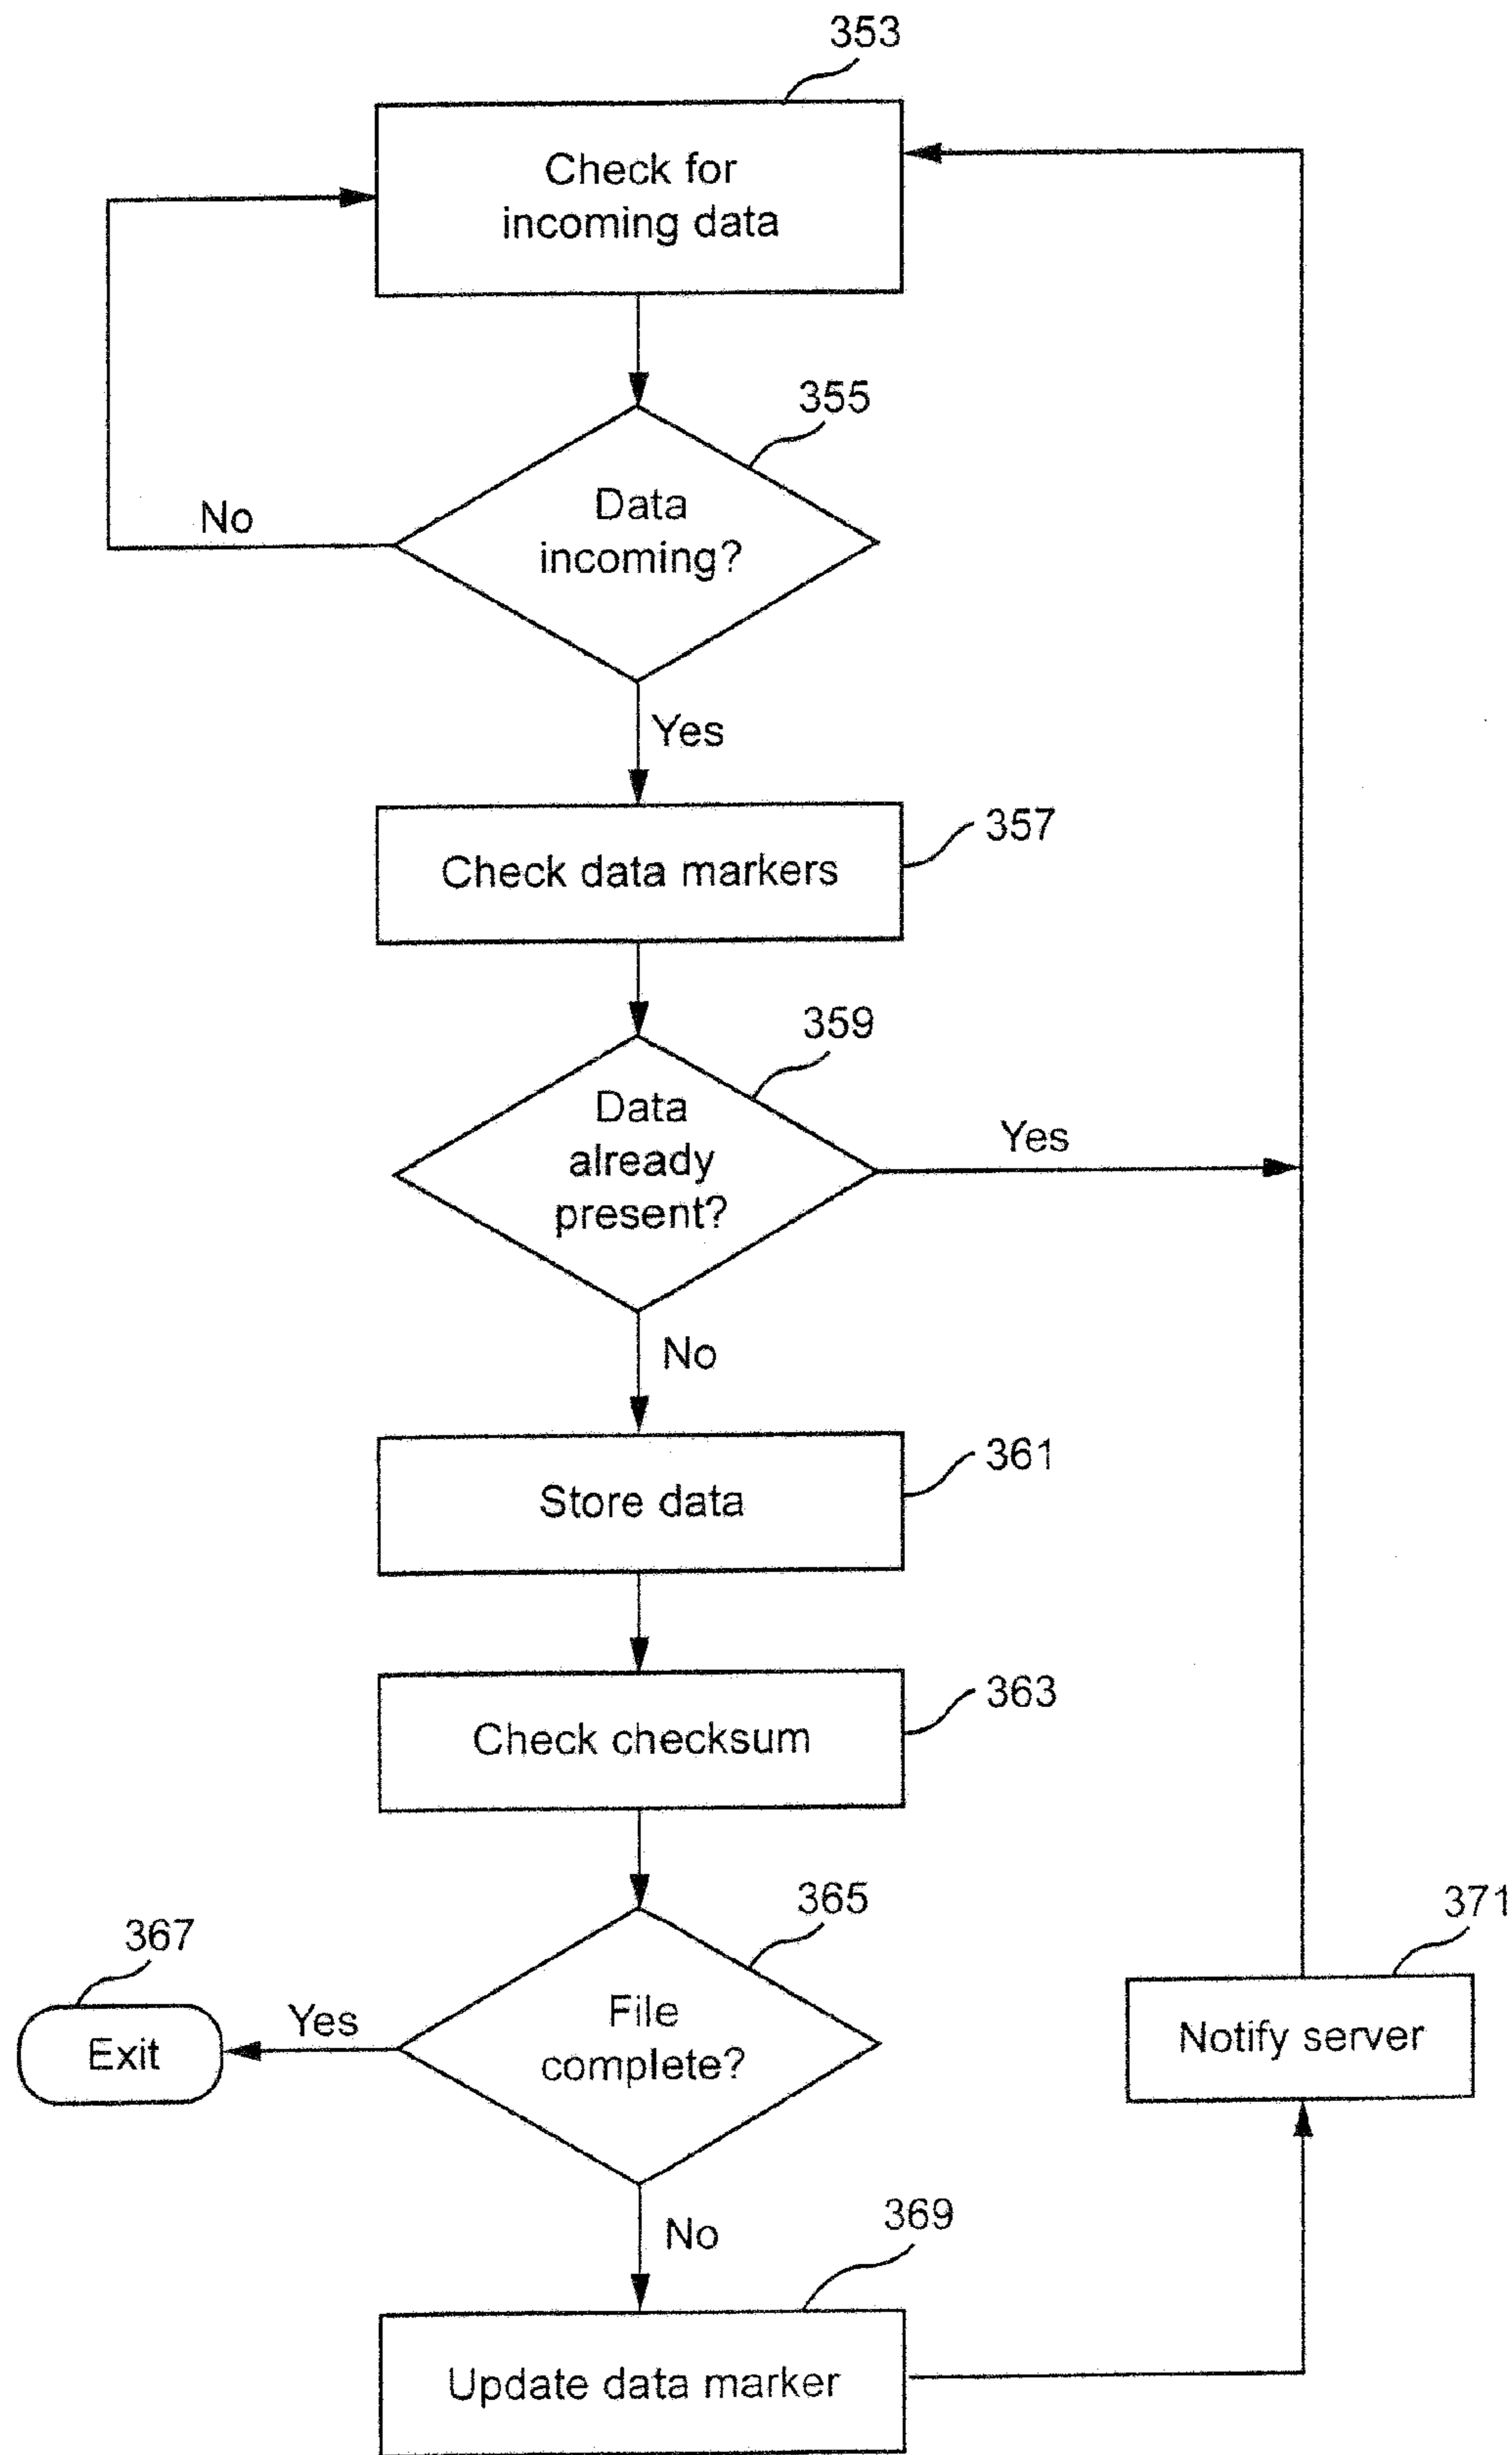 353
Check for
incoming data
355
Data
incoming?
No
Yes
Check data markers
357
359
Data
already
present?
Yes
No
Store data
361
Check checksum
363
365
File
complete?
367
Yes
Exit
371
Notify server
No
369
Update data marker